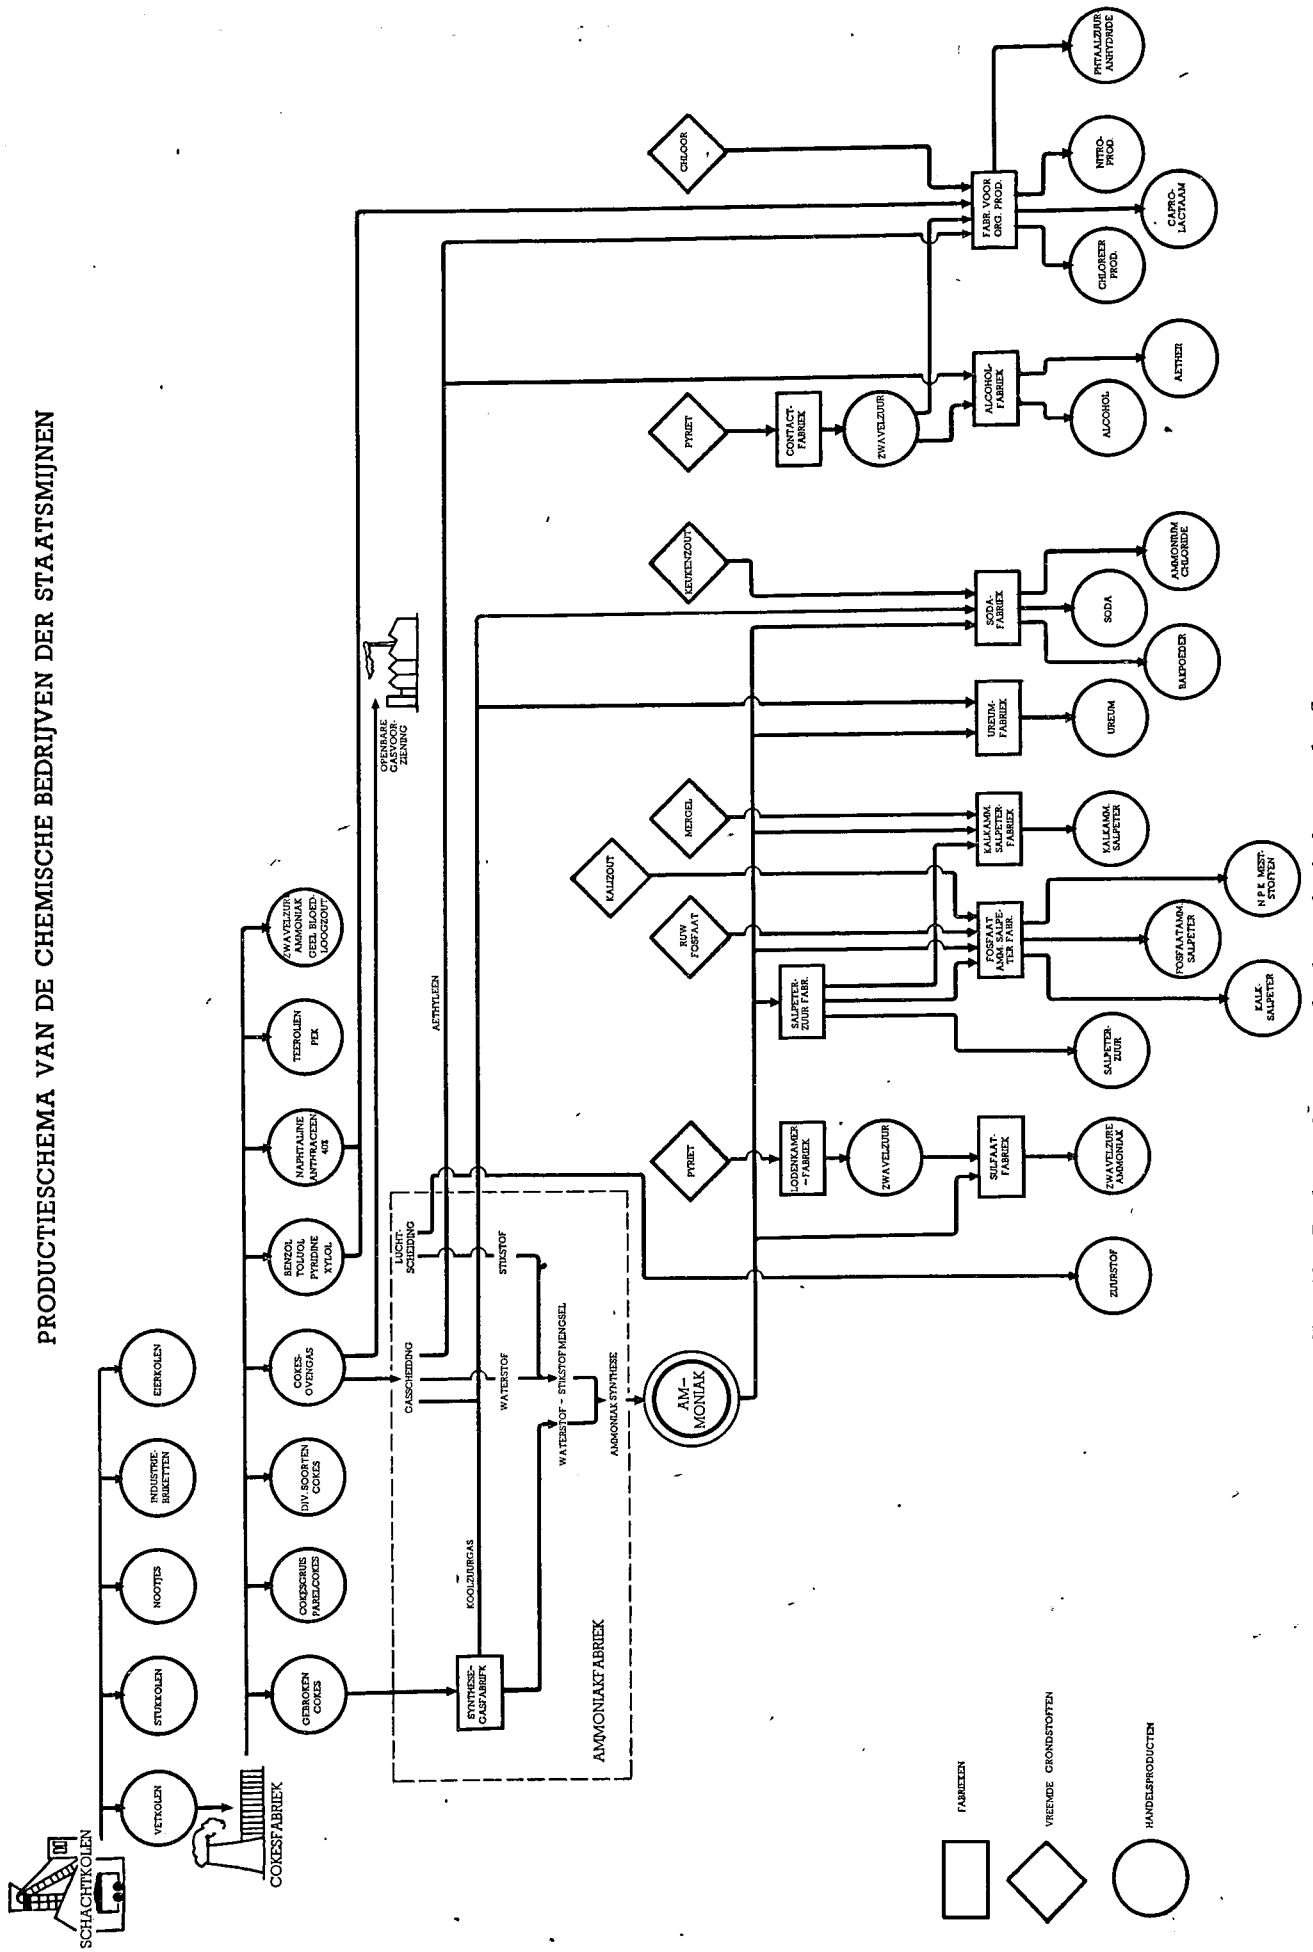 PRODUCTIESCHEMA VAN DE CHEMISCHE BEDRIJVEN DER STAATSMIJNEN
SCHACHTKOLEN
VETKOLEN
STUKKOLEN
NOOTJES
INDUSTRIE-
BRIKETTEN
EIERKOLEN
COKESFABRIEK
GEBROKEN
COKES
COKESGRUIS
PARELCOKES
DIV. SOORTEN
COKES
COKES-
OVENGAS
BENZOL
TOLUOL
PYRIDINE
XYLOL
NAPHTALINE
ANTHRACEEN
40%
TEEROLIEN
PEK
ZWAVELZURE
AMMONIAK
GEEL BLOED-
LOOGZOUT
OPENBARE
GASVOOR-
ZIENING
GASSCHEIDING
LUCHT-
SCHEIDING
AETHYLEEN
SYNTHESE-
GASFABRIEK
KOOLZUURGAS
WATERSTOF
STIKSTOF
WATERSTOF - STIKSTOFMENGSEL
AMMONIAK SYNTHESE
AMMONIAKFABRIEK
AM-
MONIAK
PYRIET
RUW
FOSFAAT
KALIZOUT
MERGEL
KEUKENZOUT
PYRIET
CHLOOR
LODENKAMER
-FABRIEK
SALPETER-
ZUUR FABR.
CONTACT-
FABRIEK
ZWAVELZUUR
ZWAVELZUUR
SULFAAT-
FABRIEK
FOSFAAT
AMM. SALPE-
TER FABR.
KALKAMM.
SALPETER-
FABRIEK
UREUM-
FABRIEK
SODA-
FABRIEK
ALCOHOL-
FABRIEK
FABR. VOOR
ORG. PROD.
ZUURSTOF
ZWAVELZURE
AMMONIAK
SALPETER-
ZUUR
KALK-
SALPETER
FOSFAATAMM.
SALPETER
N P K MEST-
STOFFEN
KALKAMM.
SALPETER
UREUM
BAKPOEDER
SODA
AMMONIUM
CHLORIDE
ALCOHOL
AETHER
CHLOREER
PROD.
CAPRO-
LACTAAM
NITRO-
PROD.
PHTAALZUUR
ANHYDRIDE
FABRIEKEN
VREEMDE GRONDSTOFFEN
HANDELSPRODUCTEN